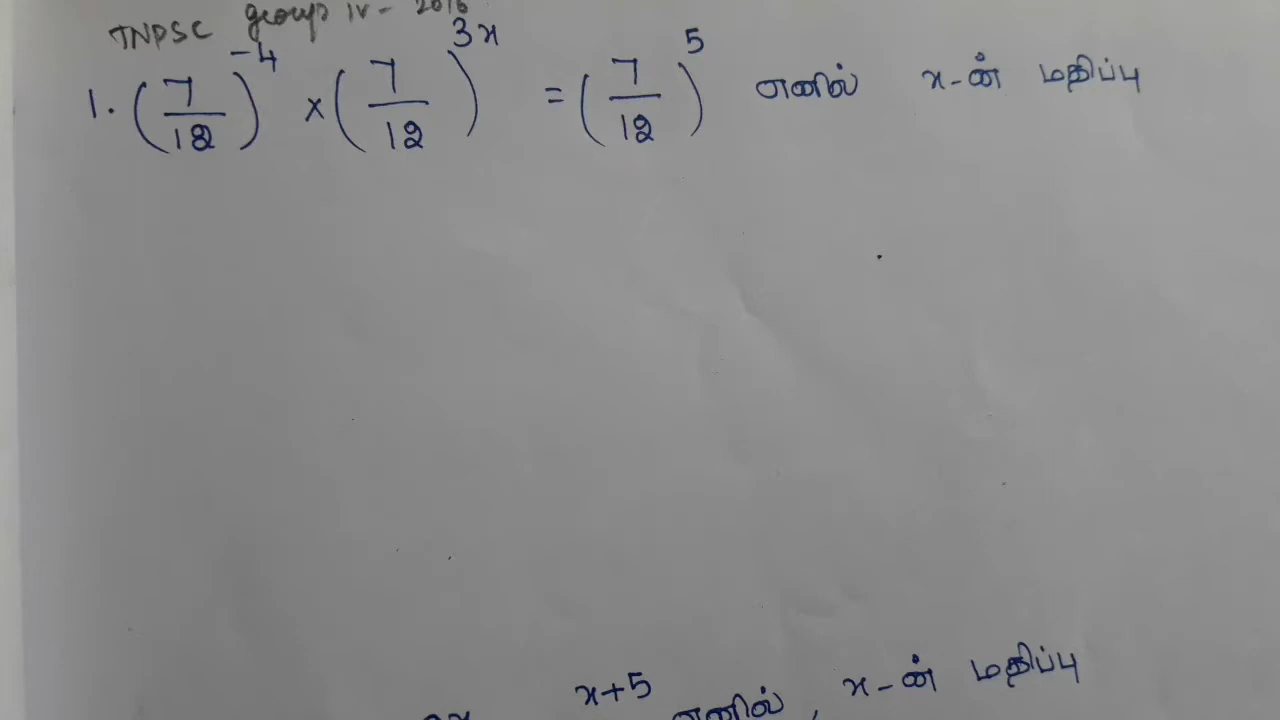 TNPSC group IV - 2016
1. (7/12)^-4 × (7/12)^3x = (7/12)^5 எனில் x-ன் மதிப்பு
x+5 எனில், x-ன் மதிப்பு